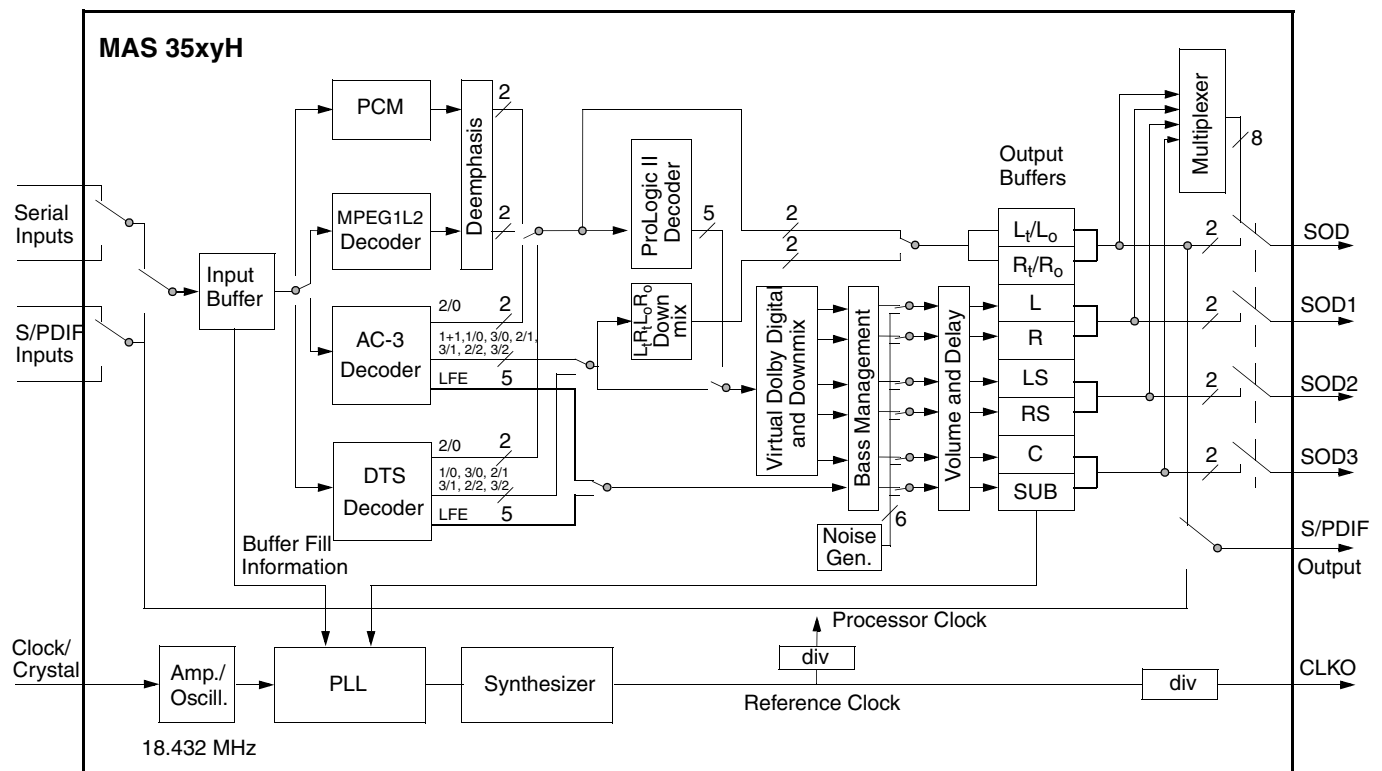 MAS 35xyH
PCM
Deemphasis
2
2
MPEG1L2
Decoder
Serial
Inputs
S/PDIF
Inputs
Input
Buffer
AC-3
Decoder
2/0
2
1+1,1/0, 3/0, 2/1,
3/1, 2/2, 3/2
LFE
5
DTS
Decoder
2/0
2
1/0, 3/0, 2/1
3/1, 2/2, 3/2
LFE
5
ProLogic II
Decoder
5
LtRtLoRo
Down
mix
2
2
Virtual Dolby Digital
and Downmix
Bass Management
Noise
Gen.
6
Volume and Delay
Output
Buffers
Lt/Lo
Rt/Ro
L
R
LS
RS
C
SUB
Multiplexer
8
2
SOD
2
SOD1
2
SOD2
2
SOD3
S/PDIF
Output
Buffer Fill
Information
Clock/
Crystal
Amp./
Oscill.
18.432 MHz
PLL
Synthesizer
Processor Clock
div
Reference Clock
div
CLKO